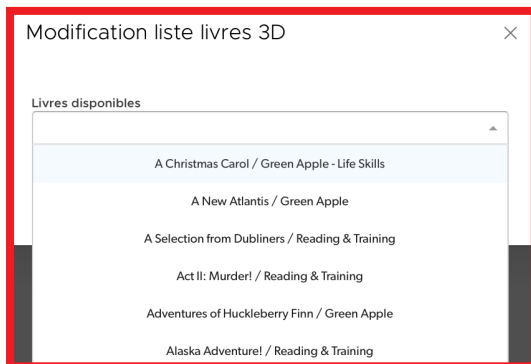 Modification liste livres 3D
Livres disponibles
A Christmas Carol / Green Apple - Life Skills
A New Atlantis / Green Apple
A Selection from Dubliners / Reading & Training
Act II: Murder! / Reading & Training
Adventures of Huckleberry Finn / Green Apple
Alaska Adventure! / Reading & Training